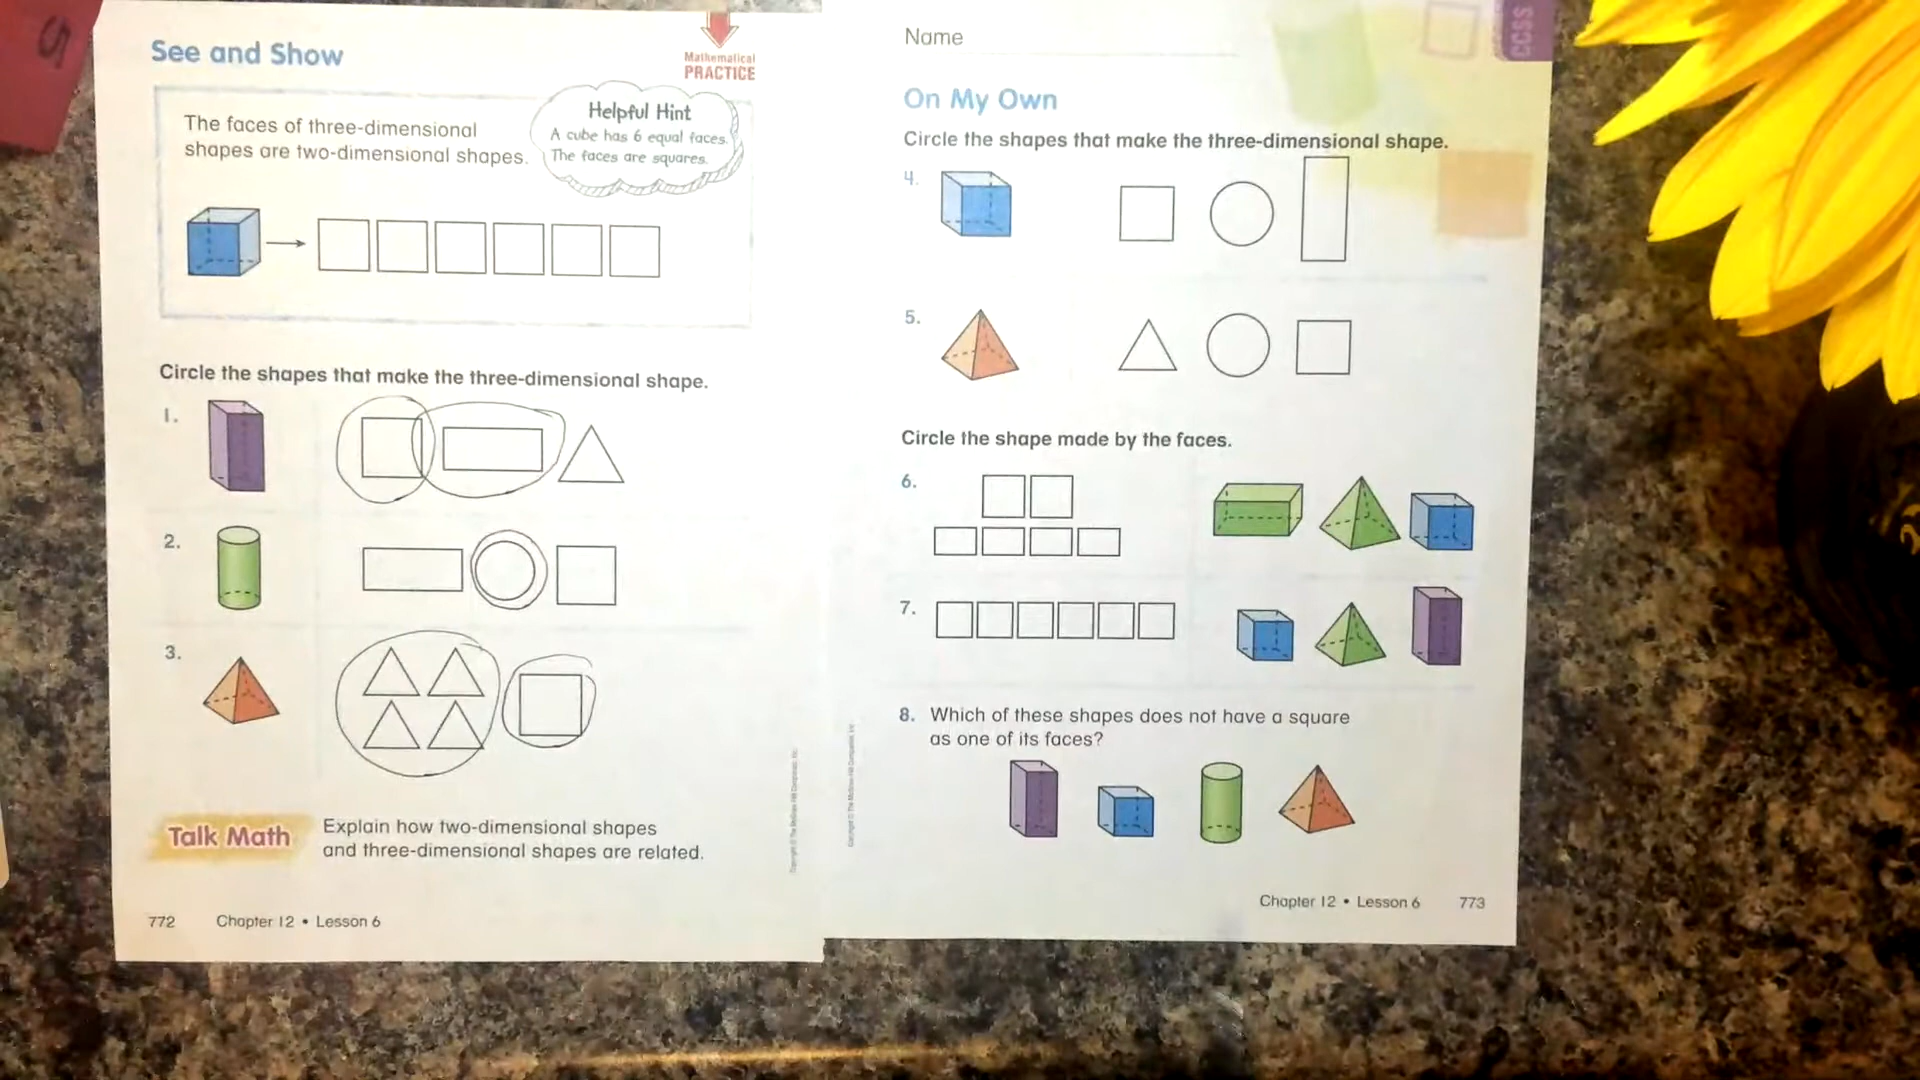 See and Show
Mathematical
PRACTICE
The faces of three-dimensional
shapes are two-dimensional shapes.
Helpful Hint
A cube has 6 equal faces.
The faces are squares.
Circle the shapes that make the three-dimensional shape.
1.
2.
3.
Talk Math
Explain how two-dimensional shapes
and three-dimensional shapes are related.
772 Chapter 12 • Lesson 6
Name
CCSS
On My Own
Circle the shapes that make the three-dimensional shape.
4.
5.
Circle the shape made by the faces.
6.
7.
8. Which of these shapes does not have a square
as one of its faces?
Chapter 12 • Lesson 6 773